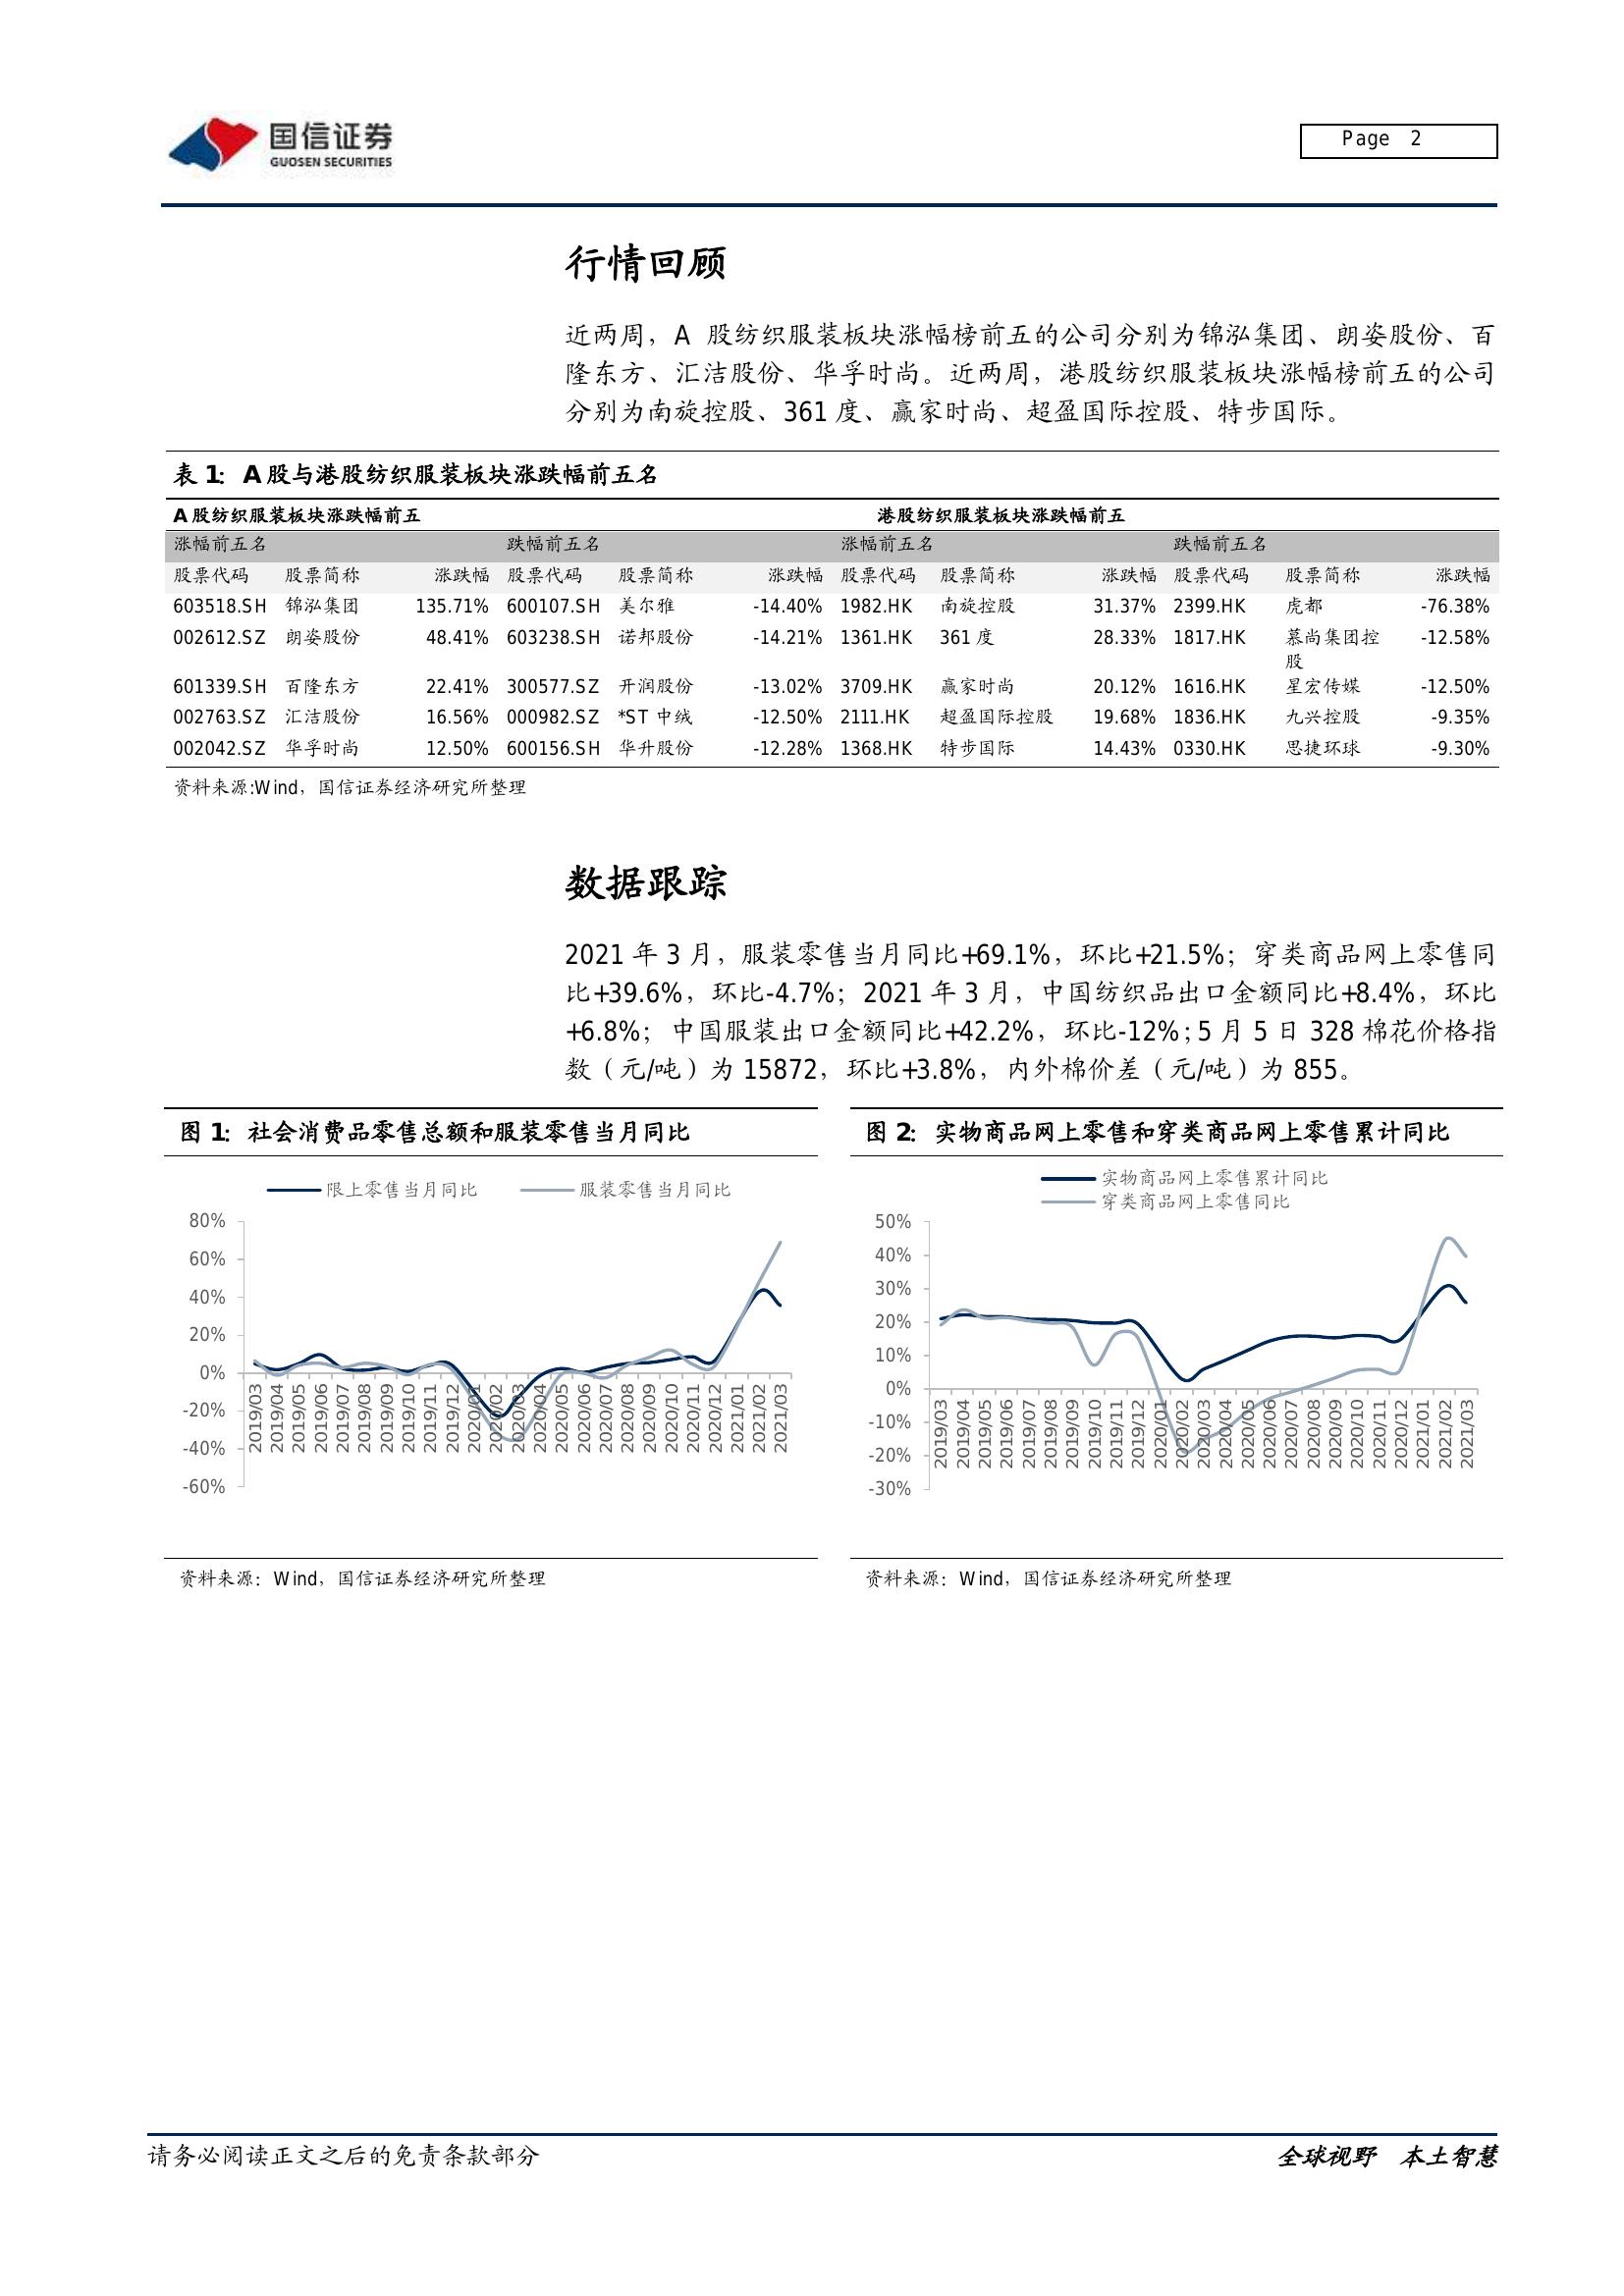 国信证券
GUOSEN SECURITIES
Page 2
行情回顾
近两周，A 股纺织服装板块涨幅榜前五的公司分别为锦泓集团、朗姿股份、百
隆东方、汇洁股份、华孚时尚。近两周，港股纺织服装板块涨幅榜前五的公司
分别为南旋控股、361 度、赢家时尚、超盈国际控股、特步国际。
表 1：A 股与港股纺织服装板块涨跌幅前五名
A 股纺织服装板块涨跌幅前五 港股纺织服装板块涨跌幅前五
涨幅前五名 跌幅前五名 涨幅前五名 跌幅前五名
股票代码 股票简称 涨跌幅 股票代码 股票简称 涨跌幅 股票代码 股票简称 涨跌幅 股票代码 股票简称 涨跌幅
603518.SH 锦泓集团 135.71% 600107.SH 美尔雅 -14.40% 1982.HK 南旋控股 31.37% 2399.HK 虎都 -76.38%
002612.SZ 朗姿股份 48.41% 603238.SH 诺邦股份 -14.21% 1361.HK 361 度 28.33% 1817.HK 慕尚集团控 -12.58%
股
601339.SH 百隆东方 22.41% 300577.SZ 开润股份 -13.02% 3709.HK 赢家时尚 20.12% 1616.HK 星宏传媒 -12.50%
002763.SZ 汇洁股份 16.56% 000982.SZ *ST 中绒 -12.50% 2111.HK 超盈国际控股 19.68% 1836.HK 九兴控股 -9.35%
002042.SZ 华孚时尚 12.50% 600156.SH 华升股份 -12.28% 1368.HK 特步国际 14.43% 0330.HK 思捷环球 -9.30%
资料来源:Wind，国信证券经济研究所整理
数据跟踪
2021 年 3 月，服装零售当月同比+69.1%，环比+21.5%；穿类商品网上零售同
比+39.6%，环比-4.7%；2021 年 3 月，中国纺织品出口金额同比+8.4%，环比
+6.8%；中国服装出口金额同比+42.2%，环比-12%；5 月 5 日 328 棉花价格指
数（元/吨）为 15872，环比+3.8%，内外棉价差（元/吨）为 855。
图 1：社会消费品零售总额和服装零售当月同比
限上零售当月同比 服装零售当月同比
80%
60%
40%
20%
0%
-20%
-40%
-60%
2019/03 2019/04 2019/05 2019/06 2019/07 2019/08 2019/09 2019/10 2019/11 2019/12 2020/01 2020/02 2020/03 2020/04 2020/05 2020/06 2020/07 2020/08 2020/09 2020/10 2020/11 2020/12 2021/01 2021/02 2021/03
资料来源：Wind，国信证券经济研究所整理
图 2：实物商品网上零售和穿类商品网上零售累计同比
实物商品网上零售累计同比
穿类商品网上零售同比
50%
40%
30%
20%
10%
0%
-10%
-20%
-30%
2019/03 2019/04 2019/05 2019/06 2019/07 2019/08 2019/09 2019/10 2019/11 2019/12 2020/01 2020/02 2020/03 2020/04 2020/05 2020/06 2020/07 2020/08 2020/09 2020/10 2020/11 2020/12 2021/01 2021/02 2021/03
资料来源：Wind，国信证券经济研究所整理
请务必阅读正文之后的免责条款部分
全球视野 本土智慧